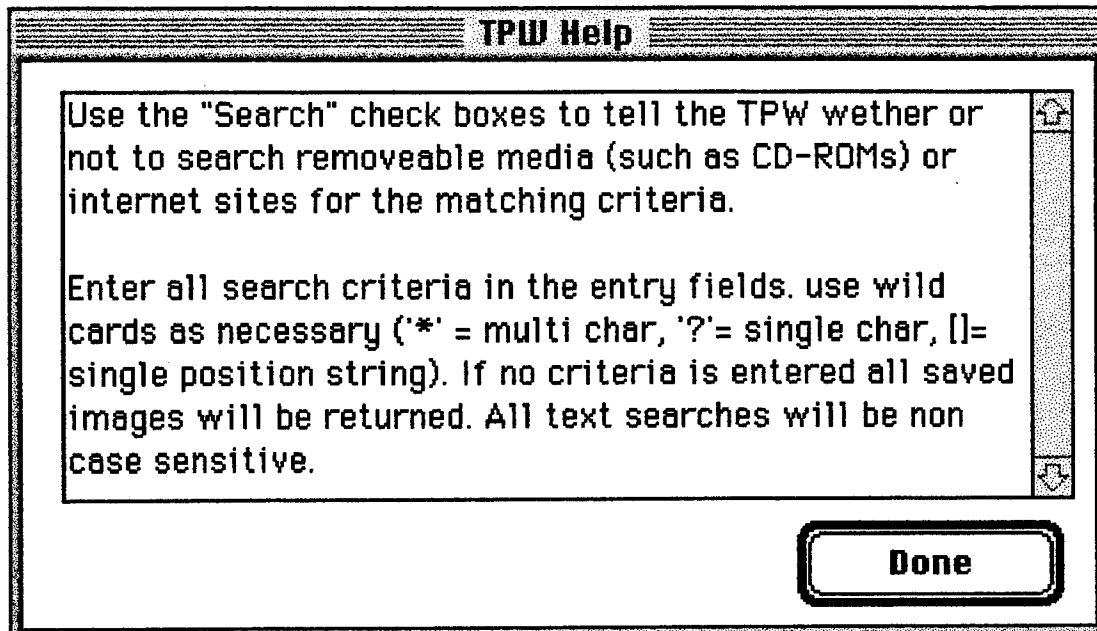 TPW Help
Use the "Search" check boxes to tell the TPW wether or
not to search removeable media (such as CD-ROMs) or
internet sites for the matching criteria.
Enter all search criteria in the entry fields. use wild
cards as necessary ('*' = multi char, '?'= single char, []=
single position string). If no criteria is entered all saved
images will be returned. All text searches will be non
case sensitive.
Done